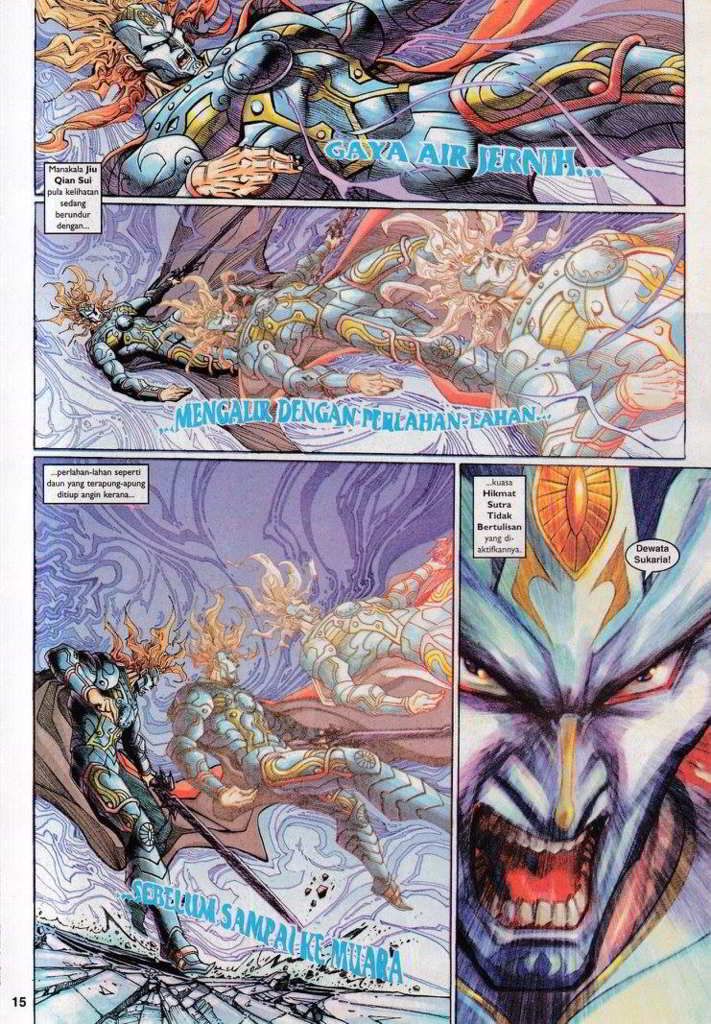 GAYA AIR JERNIH...
Manakala Jiu
Qian Sui
pula kelihatan
sedang
berundur
dengan...
...MENGALIR DENGAN PERLAHAN-LAHAN...
...perlahan-lahan seperti
daun yang terapung-apung
ditiup angin kerana...
...SEBELUM SAMPAI KE MUARA
...kuasa
Hikmat
Sutra
Tidak
Bertulisan
yang di-
aktifkannya.
Dewata
Sukaria!
15